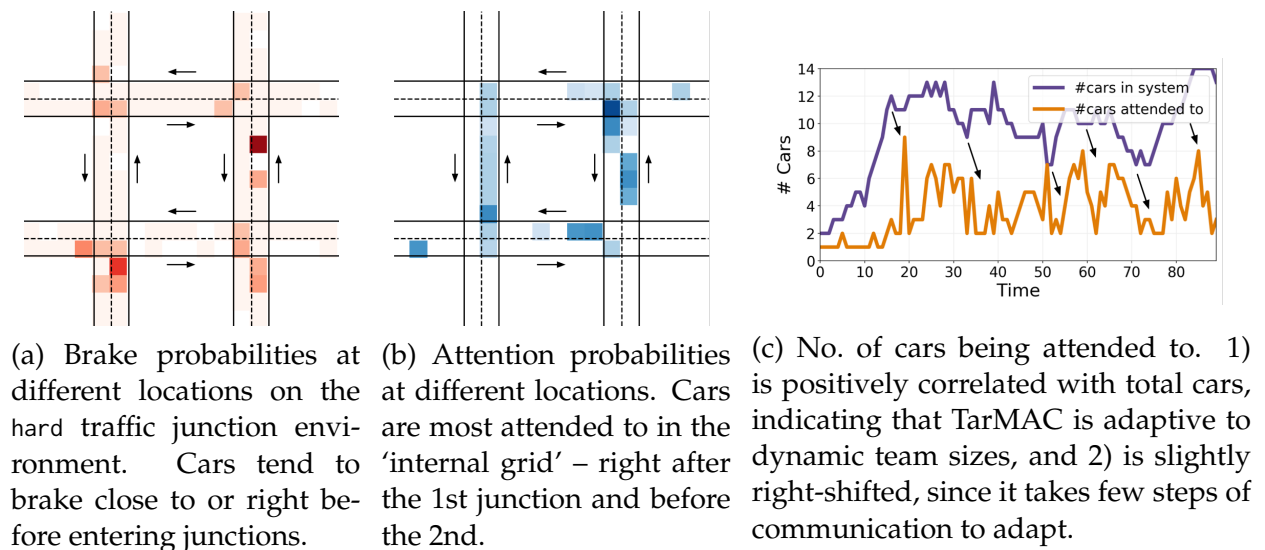 14
12
10
8
6
4
2
0
# Cars
#cars in system
#cars attended to
0 20 40 60 80
Time
(a) Brake probabilities at
different locations on the
hard traffic junction envi-
ronment. Cars tend to
brake close to or right be-
fore entering junctions.
(b) Attention probabilities
at different locations. Cars
are most attended to in the
‘internal grid’ – right after
the 1st junction and before
the 2nd.
(c) No. of cars being attended to. 1)
is positively correlated with total cars,
indicating that TarMAC is adaptive to
dynamic team sizes, and 2) is slightly
right-shifted, since it takes few steps of
communication to adapt.